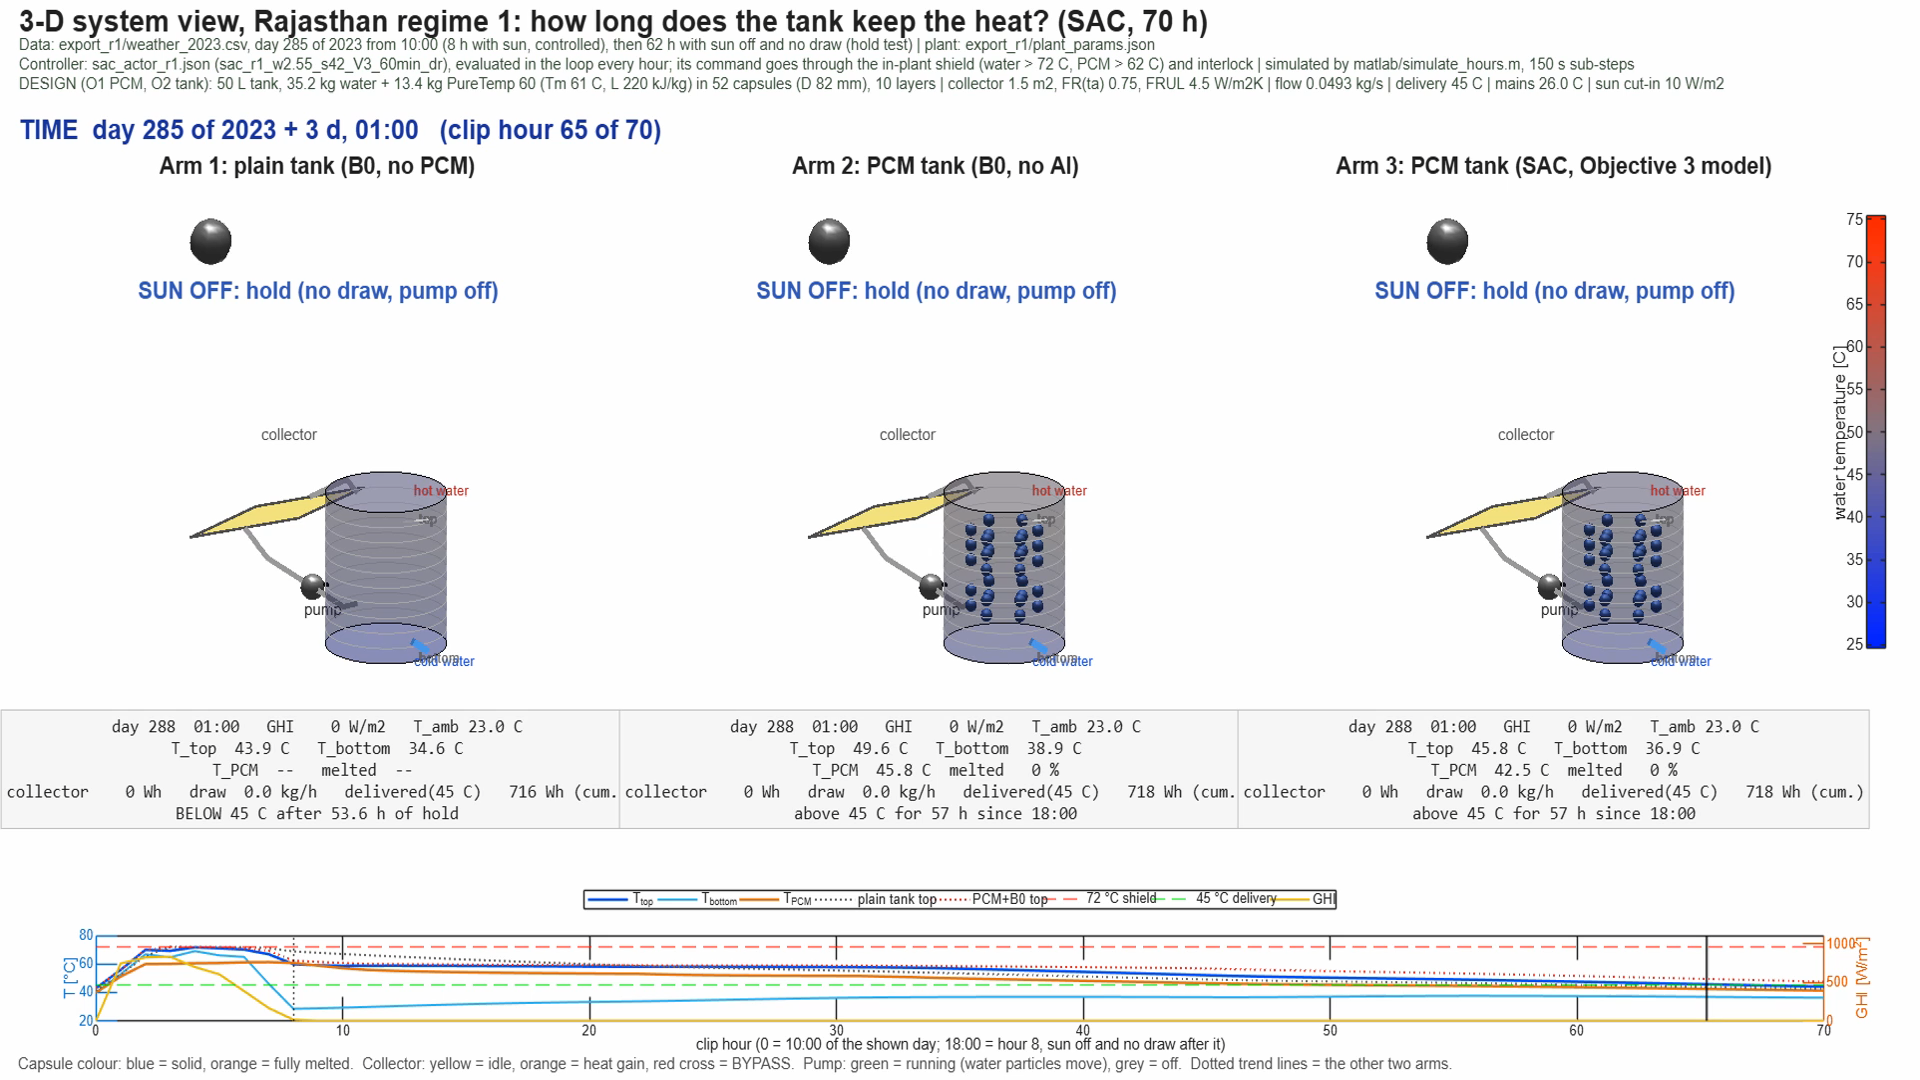 3-D system view, Rajasthan regime 1: how long does the tank keep the heat? (SAC, 70 h)
Data: export_r1/weather_2023.csv, day 285 of 2023 from 10:00 (8 h with sun, controlled), then 62 h with sun off and no draw (hold test) | plant: export_r1/plant_params.json
Controller: sac_actor_r1.json (sac_r1_w2.55_s42_V3_60min_dr), evaluated in the loop every hour; its command goes through the in-plant shield (water > 72 C, PCM > 62 C) and interlock | simulated by matlab/simulate_hours.m, 150 s sub-steps
DESIGN (O1 PCM, O2 tank): 50 L tank, 35.2 kg water + 13.4 kg PureTemp 60 (Tm 61 C, L 220 kJ/kg) in 52 capsules (D 82 mm), 10 layers | collector 1.5 m2, FR(ta) 0.75, FRUL 4.5 W/m2K | flow 0.0493 kg/s | delivery 45 C | mains 26.0 C | sun cut-in 10 W/m2
TIME day 285 of 2023 + 3 d, 01:00 (clip hour 65 of 70)
Arm 1: plain tank (B0, no PCM)
SUN OFF: hold (no draw, pump off)
collector
hot water
top
pump
bottom
cold water
Arm 2: PCM tank (B0, no AI)
SUN OFF: hold (no draw, pump off)
collector
hot water
top
pump
bottom
cold water
Arm 3: PCM tank (SAC, Objective 3 model)
SUN OFF: hold (no draw, pump off)
collector
hot water
top
pump
bottom
cold water
75
70
65
60
55
50
45
40
35
30
25
water temperature [C]
day 288 01:00 GHI 0 W/m2 T_amb 23.0 C
T_top 43.9 C T_bottom 34.6 C
T_PCM -- melted --
collector 0 Wh draw 0.0 kg/h delivered(45 C) 716 Wh (cum.
BELOW 45 C after 53.6 h of hold
day 288 01:00 GHI 0 W/m2 T_amb 23.0 C
T_top 49.6 C T_bottom 38.9 C
T_PCM 45.8 C melted 0 %
collector 0 Wh draw 0.0 kg/h delivered(45 C) 718 Wh (cum.
above 45 C for 57 h since 18:00
day 288 01:00 GHI 0 W/m2 T_amb 23.0 C
T_top 45.8 C T_bottom 36.9 C
T_PCM 42.5 C melted 0 %
collector 0 Wh draw 0.0 kg/h delivered(45 C) 718 Wh (cum.)
above 45 C for 57 h since 18:00
Ttop Tbottom TPCM plain tank top PCM+B0 top 72 °C shield 45 °C delivery GHI
80
60
40
20
T [°C]
1000
500
0
GHI [W/m2]
0 10 20 30 40 50 60 70
clip hour (0 = 10:00 of the shown day; 18:00 = hour 8, sun off and no draw after it)
Capsule colour: blue = solid, orange = fully melted. Collector: yellow = idle, orange = heat gain, red cross = BYPASS. Pump: green = running (water particles move), grey = off. Dotted trend lines = the other two arms.